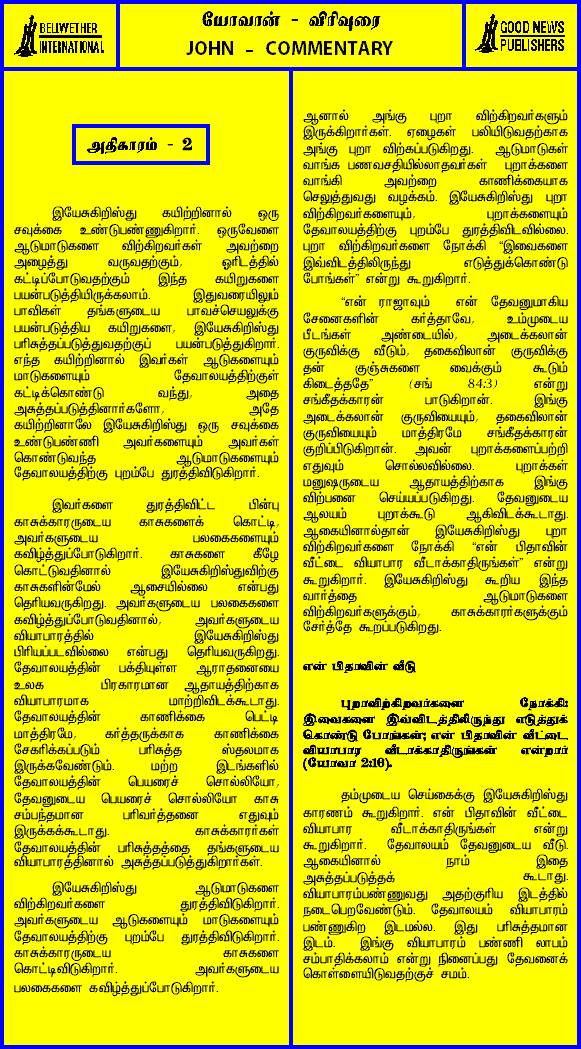 BELLWETHER
INTERNATIONAL
யோவான் - விரிவுரை
JOHN – COMMENTARY
GOOD NEWS
PUBLISHERS
அதிகாரம் - 2
இயேசுகிறிஸ்து கயிற்றினால் ஒரு
சவுக்கை உண்டுபண்ணுகிறார். ஒருவேளை
ஆடுமாடுகளை விற்கிறவர்கள் அவற்றை
அழைத்து வருவதற்கும், ஓரிடத்தில்
கட்டிப்போடுவதற்கும் இந்த கயிறுகளை
பயன்படுத்தியிருக்கலாம். இதுவரையிலும்
பாவிகள் தங்களுடைய பாவச்செயலுக்கு
பயன்படுத்திய கயிறுகளை, இயேசுகிறிஸ்து
பரிசுத்தப்படுத்துவதற்குப் பயன்படுத்துகிறார்.
எந்த கயிற்றினால் இவர்கள் ஆடுகளையும்
மாடுகளையும் தேவாலயத்திற்குள்
கட்டிக்கொண்டு வந்து, அதை
அசுத்தப்படுத்தினார்களோ, அதே
கயிற்றினாலே இயேசுகிறிஸ்து ஒரு சவுக்கை
உண்டுபண்ணி அவர்களையும் அவர்கள்
கொண்டுவந்த ஆடுமாடுகளையும்
தேவாலயத்திற்கு புறம்பே துரத்திவிடுகிறார்.
இவர்களை துரத்திவிட்ட பின்பு
காசுக்காரருடைய காசுகளைக் கொட்டி,
அவர்களுடைய பலகைகளையும்
கவிழ்த்துப்போடுகிறார். காசுகளை கீழே
கொட்டுவதினால் இயேசுகிறிஸ்துவிற்கு
காசுகளின்மேல் ஆசையில்லை என்பது
தெரியவருகிறது. அவர்களுடைய பலகைகளை
கவிழ்த்துப்போடுவதினால், அவர்களுடைய
வியாபாரத்தில் இயேசுகிறிஸ்து
பிரியப்படவில்லை என்பது தெரியவருகிறது.
தேவாலயத்தின் பக்தியுள்ள ஆராதனையை
உலக பிரகாரமான ஆதாயத்திற்காக
வியாபாரமாக மாற்றிவிடக்கூடாது.
தேவாலயத்தின் காணிக்கை பெட்டி
மாத்திரமே, கர்த்தருக்காக காணிக்கை
சேகரிக்கப்படும் பரிசுத்த ஸ்தலமாக
இருக்கவேண்டும். மற்ற இடங்களில்
தேவாலயத்தின் பெயரைச் சொல்லியோ,
தேவனுடைய பெயரைச் சொல்லியோ காசு
சம்பந்தமான பரிவர்த்தனை எதுவும்
இருக்கக்கூடாது. காசுக்காரர்கள்
தேவாலயத்தின் பரிசுத்தத்தை தங்களுடைய
வியாபாரத்தினால் அசுத்தப்படுத்துகிறார்கள்.
இயேசுகிறிஸ்து ஆடுமாடுகளை
விற்கிறவர்களை துரத்திவிடுகிறார்.
அவர்களுடைய ஆடுகளையும் மாடுகளையும்
தேவாலயத்திற்கு புறம்பே துரத்திவிடுகிறார்.
காசுக்காரருடைய காசுகளை
கொட்டிவிடுகிறார். அவர்களுடைய
பலகைகளை கவிழ்த்துப்போடுகிறார்.
ஆனால் அங்கு புறா விற்கிறவர்களும்
இருக்கிறார்கள். ஏழைகள் பலியிடுவதற்காக
அங்கு புறா விற்கப்படுகிறது. ஆடுமாடுகள்
வாங்க பணவசதியில்லாதவர்கள் புறாக்களை
வாங்கி அவற்றை காணிக்கையாக
செலுத்துவது வழக்கம். இயேசுகிறிஸ்து புறா
விற்கிறவர்களையும், புறாக்களையும்
தேவாலயத்திற்கு புறம்பே துரத்திவிடவில்லை.
புறா விற்கிறவர்களை நோக்கி “இவைகளை
இவ்விடத்திலிருந்து எடுத்துக்கொண்டு
போங்கள்” என்று கூறுகிறார்.
“என் ராஜாவும் என் தேவனுமாகிய
சேனைகளின் கர்த்தாவே, உம்முடைய
பீடங்கள் அண்டையில், அடைக்கலான்
குருவிக்கு வீடும், தகைவிலான் குருவிக்கு
தன் குஞ்சுகளை வைக்கும் கூடும்
கிடைத்ததே” (சங் 84:3) என்று
சங்கீதக்காரன் பாடுகிறான். இங்கு
அடைக்கலான் குருவியையும், தகைவிலான்
குருவியையும் மாத்திரமே சங்கீதக்காரன்
குறிப்பிடுகிறான். அவன் புறாக்களைப்பற்றி
எதுவும் சொல்லவில்லை. புறாக்கள்
மனுஷருடைய ஆதாயத்திற்காக இங்கு
விற்பனை செய்யப்படுகிறது. தேவனுடைய
ஆலயம் புறாக்கூடு ஆகிவிடக்கூடாது.
ஆகையினால்தான் இயேசுகிறிஸ்து புறா
விற்கிறவர்களை நோக்கி “என் பிதாவின்
வீட்டை வியாபார வீடாக்காதிருங்கள்” என்று
கூறுகிறார். இயேசுகிறிஸ்து கூறிய இந்த
வார்த்தை ஆடுமாடுகளை
விற்கிறவர்களுக்கும், காசுக்காரர்களுக்கும்
சேர்த்தே கூறப்படுகிறது.
என் பிதாவின் வீடு
புறாவிற்கிறவர்களை நோக்கி:
இவைகளை இவ்விடத்திலிருந்து எடுத்துக்
கொண்டு போங்கள்; என் பிதாவின் வீட்டை
வியாபார வீடாக்காதிருங்கள் என்றார்
(யோவா 2:16).
தம்முடைய செய்கைக்கு இயேசுகிறிஸ்து
காரணம் கூறுகிறார். என் பிதாவின் வீட்டை
வியாபார வீடாக்காதிருங்கள் என்று
கூறுகிறார். தேவாலயம் தேவனுடைய வீடு.
ஆகையினால் நாம் இதை
அசுத்தப்படுத்தக் கூடாது.
வியாபாரம்பண்ணுவது அதற்குரிய இடத்தில்
நடைபெறவேண்டும். தேவாலயம் வியாபாரம்
பண்ணுகிற இடமல்ல. இது பரிசுத்தமான
இடம். இங்கு வியாபாரம் பண்ணி லாபம்
சம்பாதிக்கலாம் என்று நினைப்பது தேவனைக்
கொள்ளையிடுவதற்குச் சமம்.